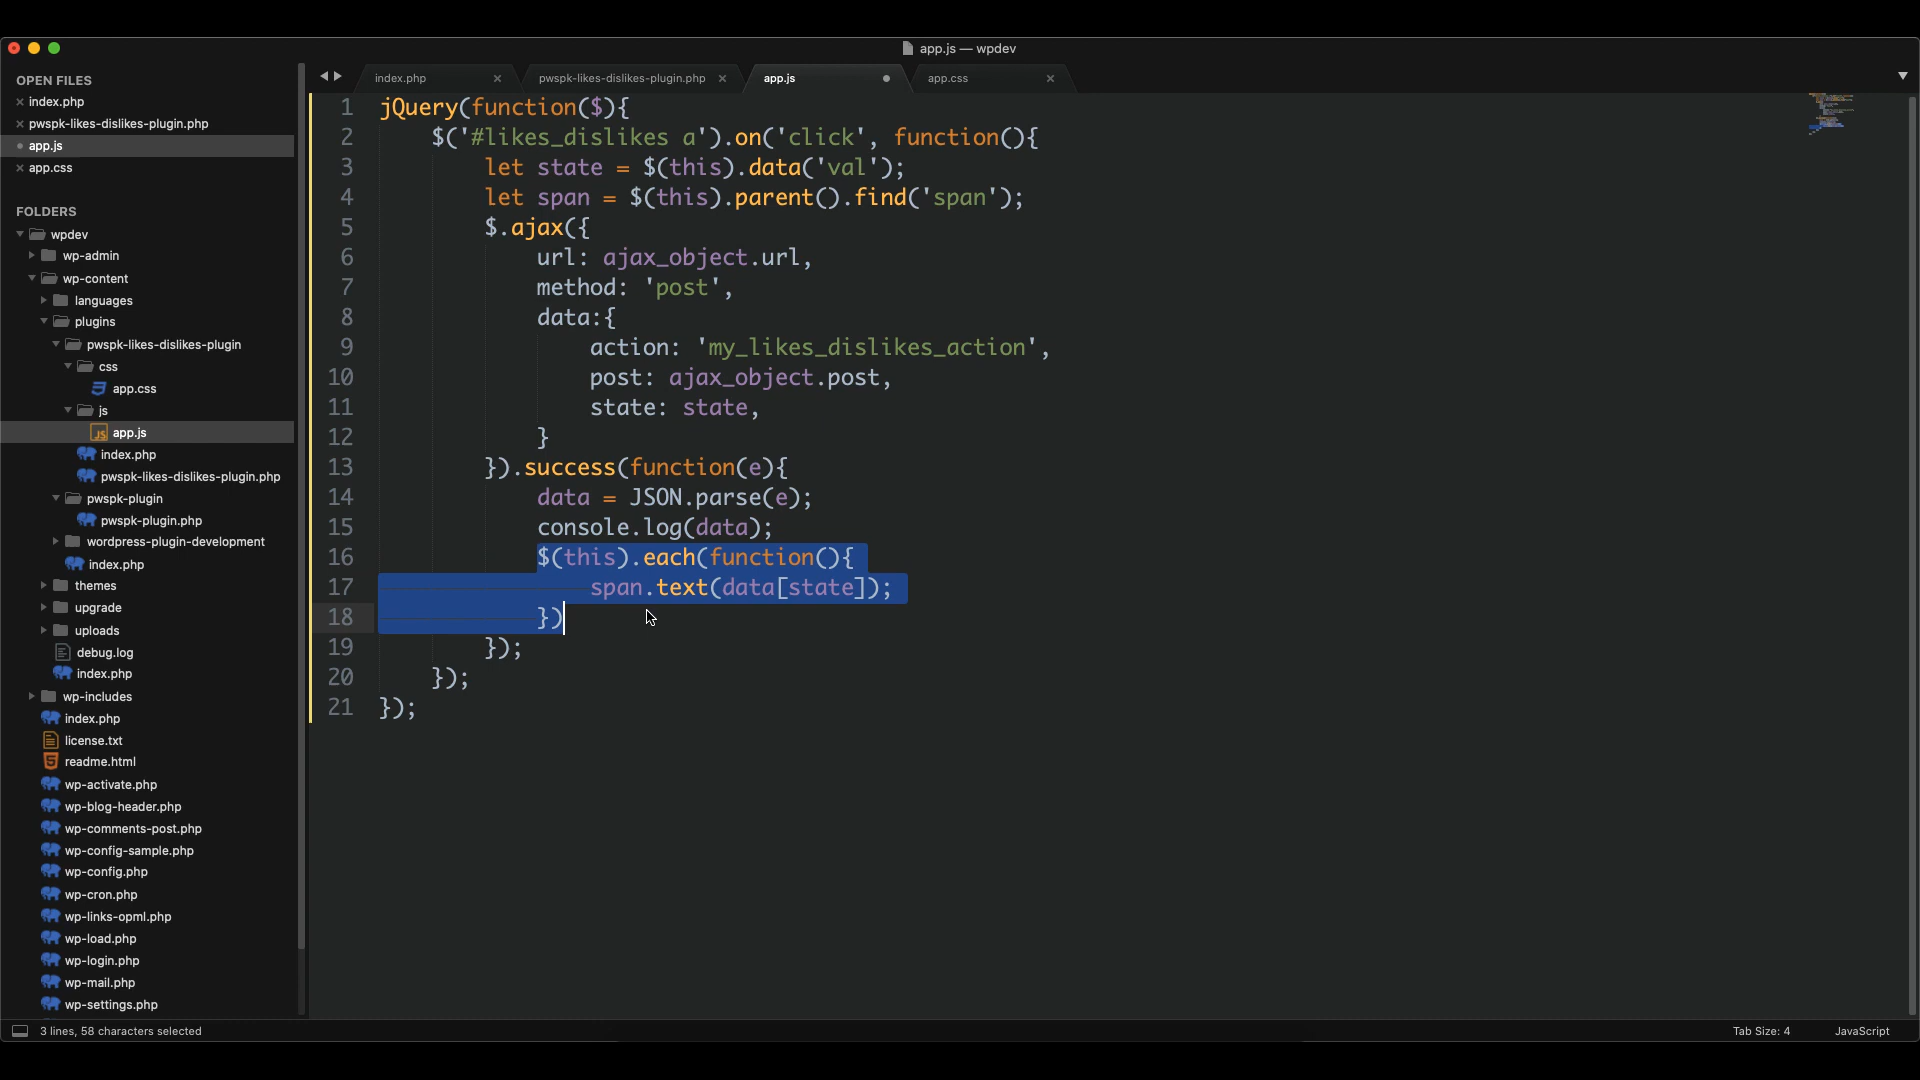 app.js — wpdev
OPEN FILES
index.php
pwspk-likes-dislikes-plugin.php
app.js
app.css
FOLDERS
wpdev
wp-admin
wp-content
languages
plugins
pwspk-likes-dislikes-plugin
css
app.css
js
JS app.js
index.php
pwspk-likes-dislikes-plugin.php
pwspk-plugin
pwspk-plugin.php
wordpress-plugin-development
index.php
themes
upgrade
uploads
debug.log
index.php
wp-includes
index.php
license.txt
readme.html
wp-activate.php
wp-blog-header.php
wp-comments-post.php
wp-config-sample.php
wp-config.php
wp-cron.php
wp-links-opml.php
wp-load.php
wp-login.php
wp-mail.php
wp-settings.php
index.php pwspk-likes-dislikes-plugin.php app.js app.css
1 jQuery(function($){
2 $('#likes_dislikes a').on('click', function(){
3 let state = $(this).data('val');
4 let span = $(this).parent().find('span');
5 $.ajax({
6 url: ajax_object.url,
7 method: 'post',
8 data:{
9 action: 'my_likes_dislikes_action',
10 post: ajax_object.post,
11 state: state,
12 }
13 }).success(function(e){
14 data = JSON.parse(e);
15 console.log(data);
16 $(this).each(function(){
17 span.text(data[state]);
18 })
19 });
20 });
21 });
3 lines, 58 characters selected
Tab Size: 4 JavaScript